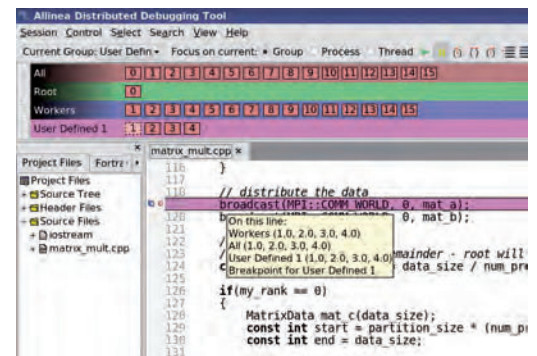 Allinea Distributed Debugging Tool
Session Control Select Search View Help
Current Group: User Defin Focus on current: Group Process Thread
All 0 1 2 3 4 5 6 7 8 9 10 11 12 13 14 15
Root 0
Workers 1 2 3 4 5 6 7 8 9 10 11 12 13 14 15
User Defined 1 1 2 3 4
Project Files Fortra
matrix_mult.cpp ×
Project Files
Source Tree
Header Files
Source Files
iostream
matrix_mult.cpp
116 }
117
118 // distribute the data
broadcast(MPI::COMM_WORLD, 0, mat_a);
120 b 0, mat_b);
On this line:
Workers (1.0, 2.0, 3.0, 4.0)
All (1.0, 2.0, 3.0, 4.0)
User Defined 1 (1.0, 2.0, 3.0, 4.0)
Breakpoint for User Defined 1
121
122 //
123 // mainder - root will
124 c data_size / num_pr
125
126 if(my_rank == 0)
127 {
128 MatrixData mat_c(data_size);
129 const int start = partition_size * (num_p
130 const int end = data_size;
131